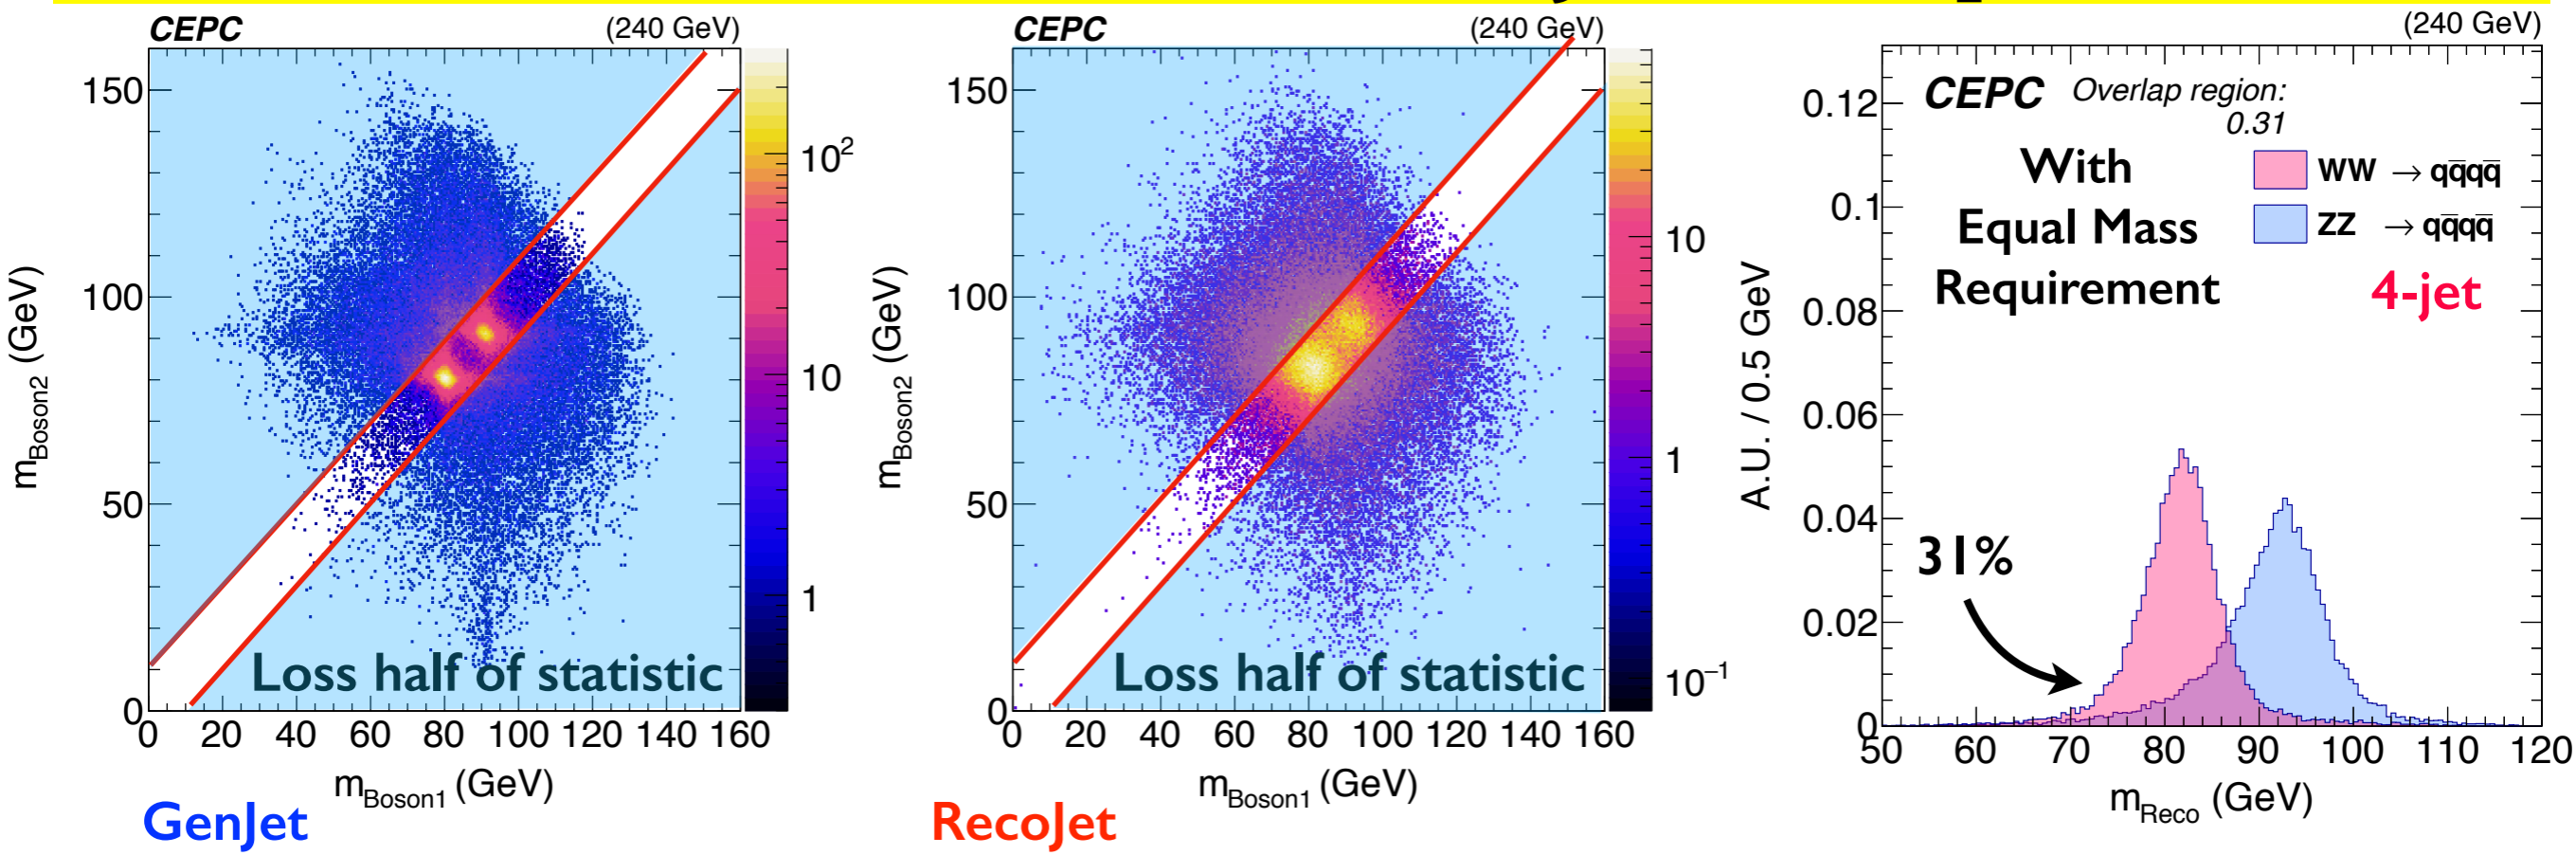 CEPC (240 GeV)
150
100
50
0
0 20 40 60 80 100 120 140 160
m_Boson2 (GeV)
m_Boson1 (GeV)
10²
10
1
Loss half of statistic
GenJet
CEPC (240 GeV)
150
100
50
0
0 20 40 60 80 100 120 140 160
m_Boson2 (GeV)
m_Boson1 (GeV)
10
1
10⁻¹
Loss half of statistic
RecoJet
(240 GeV)
CEPC Overlap region:
0.31
With
Equal Mass
Requirement
WW → qq̅qq̅
ZZ → qq̅qq̅
4-jet
31%
A.U. / 0.5 GeV
0.12
0.1
0.08
0.06
0.04
0.02
0
50 60 70 80 90 100 110 120
m_Reco (GeV)